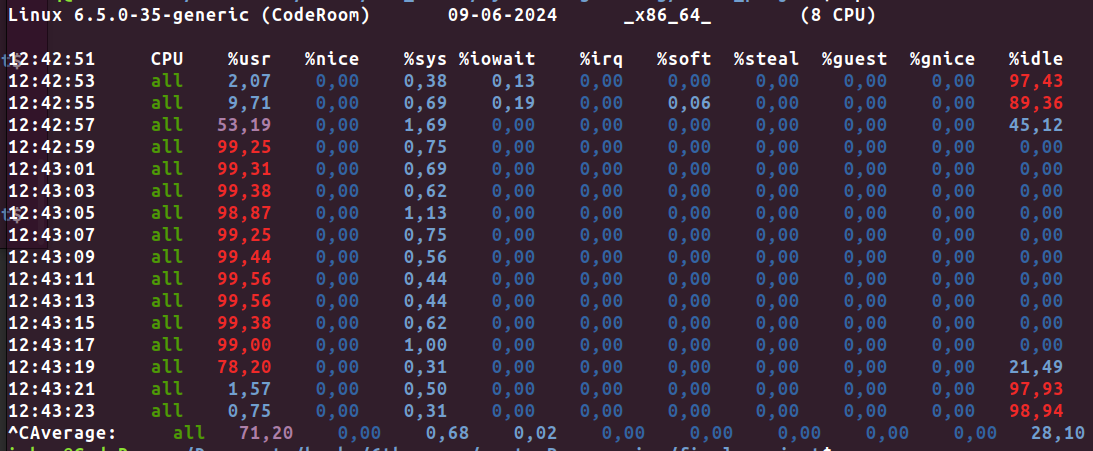 Linux 6.5.0-35-generic (CodeRoom) 09-06-2024 _x86_64_ (8 CPU)
12:42:51 CPU %usr %nice %sys %iowait %irq %soft %steal %guest %gnice %idle
12:42:53 all 2,07 0,00 0,38 0,13 0,00 0,00 0,00 0,00 0,00 97,43
12:42:55 all 9,71 0,00 0,69 0,19 0,00 0,06 0,00 0,00 0,00 89,36
12:42:57 all 53,19 0,00 1,69 0,00 0,00 0,00 0,00 0,00 0,00 45,12
12:42:59 all 99,25 0,00 0,75 0,00 0,00 0,00 0,00 0,00 0,00 0,00
12:43:01 all 99,31 0,00 0,69 0,00 0,00 0,00 0,00 0,00 0,00 0,00
12:43:03 all 99,38 0,00 0,62 0,00 0,00 0,00 0,00 0,00 0,00 0,00
12:43:05 all 98,87 0,00 1,13 0,00 0,00 0,00 0,00 0,00 0,00 0,00
12:43:07 all 99,25 0,00 0,75 0,00 0,00 0,00 0,00 0,00 0,00 0,00
12:43:09 all 99,44 0,00 0,56 0,00 0,00 0,00 0,00 0,00 0,00 0,00
12:43:11 all 99,56 0,00 0,44 0,00 0,00 0,00 0,00 0,00 0,00 0,00
12:43:13 all 99,56 0,00 0,44 0,00 0,00 0,00 0,00 0,00 0,00 0,00
12:43:15 all 99,38 0,00 0,62 0,00 0,00 0,00 0,00 0,00 0,00 0,00
12:43:17 all 99,00 0,00 1,00 0,00 0,00 0,00 0,00 0,00 0,00 0,00
12:43:19 all 78,20 0,00 0,31 0,00 0,00 0,00 0,00 0,00 0,00 21,49
12:43:21 all 1,57 0,00 0,50 0,00 0,00 0,00 0,00 0,00 0,00 97,93
12:43:23 all 0,75 0,00 0,31 0,00 0,00 0,00 0,00 0,00 0,00 98,94
^CAverage: all 71,20 0,00 0,68 0,02 0,00 0,00 0,00 0,00 0,00 28,10